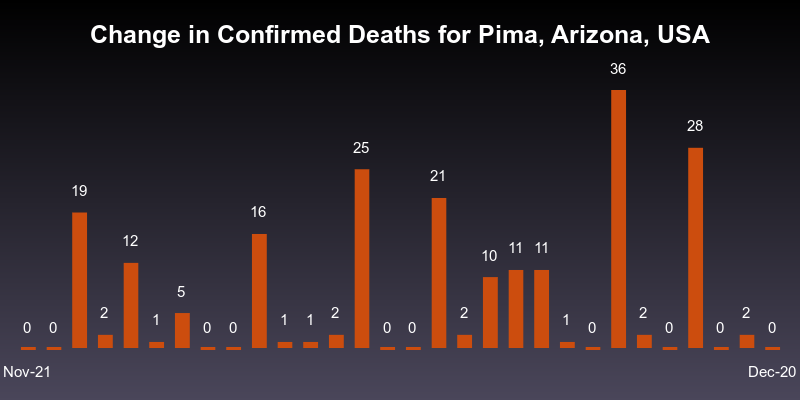 Change in Confirmed Deaths for Pima, Arizona, USA
0 0 19 2 12 1 5 0 0 16 1 1 2 25 0 0 21 2 10 11 11 1 0 36 2 0 28 0 2 0
Nov-21 Dec-20